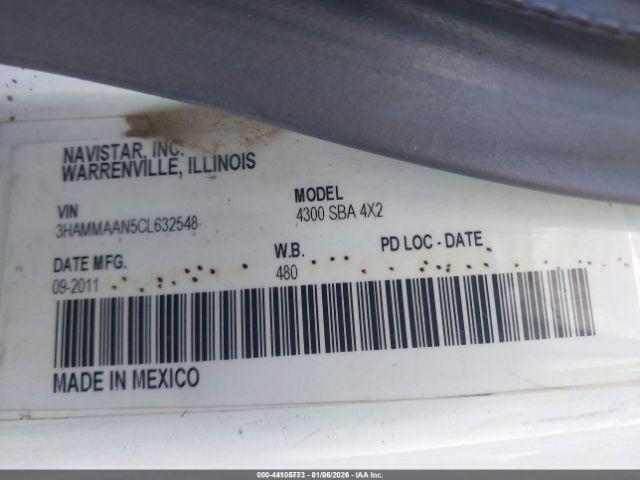 NAVISTAR, INC.
WARRENVILLE, ILLINOIS
VIN
3HAMMAAN5CL632548
MODEL
4300 SBA 4X2
DATE MFG.
09-2011
W.B.
480
PD LOC - DATE
MADE IN MEXICO
000-44105773 - 01/06/2026 - IAA Inc.